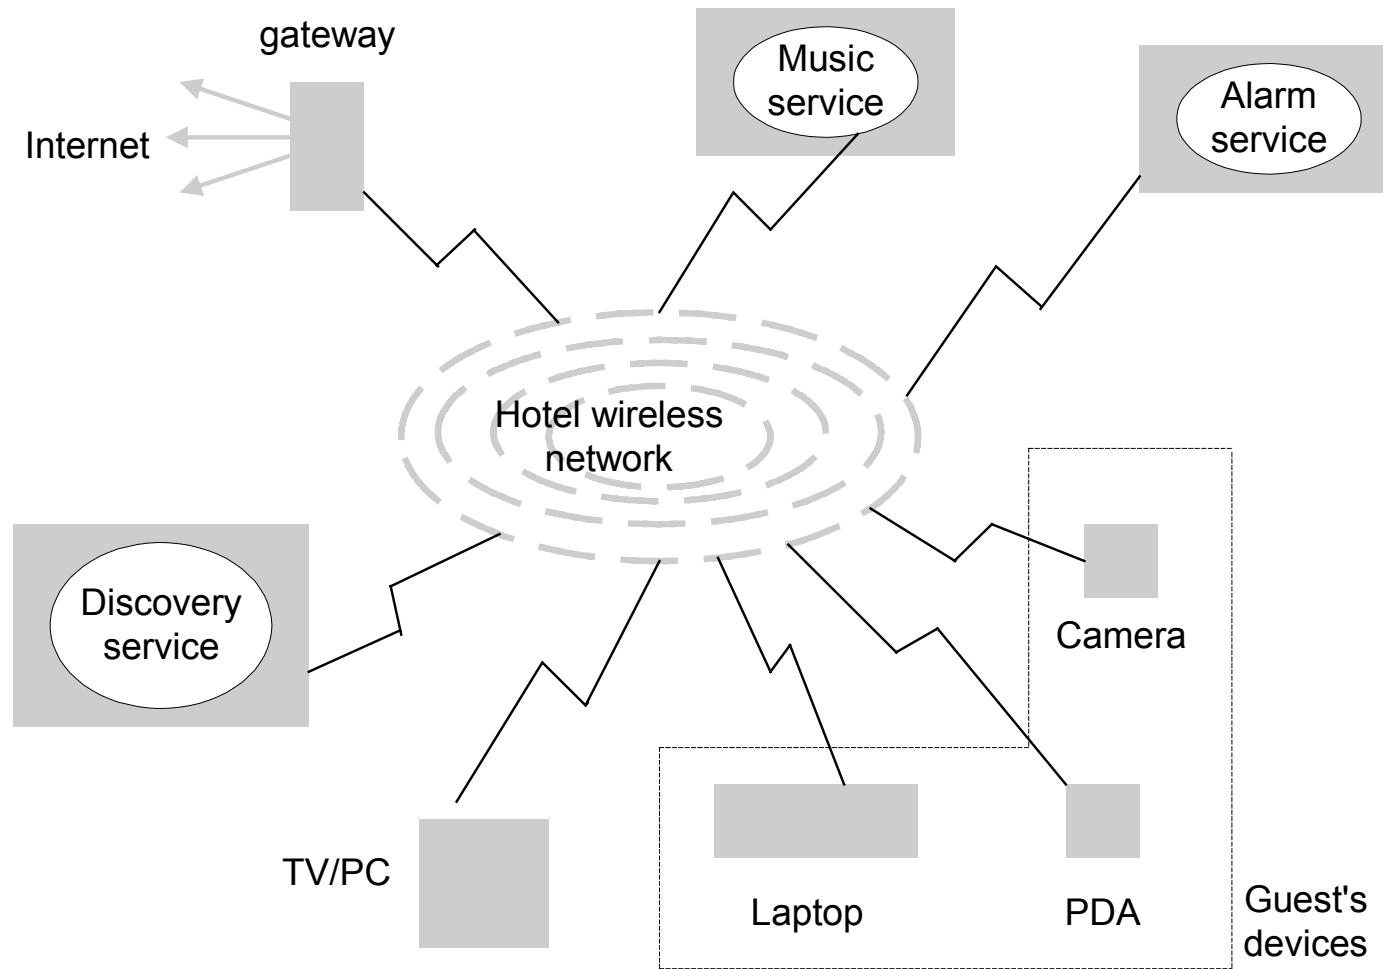 gateway
Internet
Music
service
Alarm
service
Hotel wireless
network
Discovery
service
Camera
TV/PC
Laptop
PDA
Guest's
devices